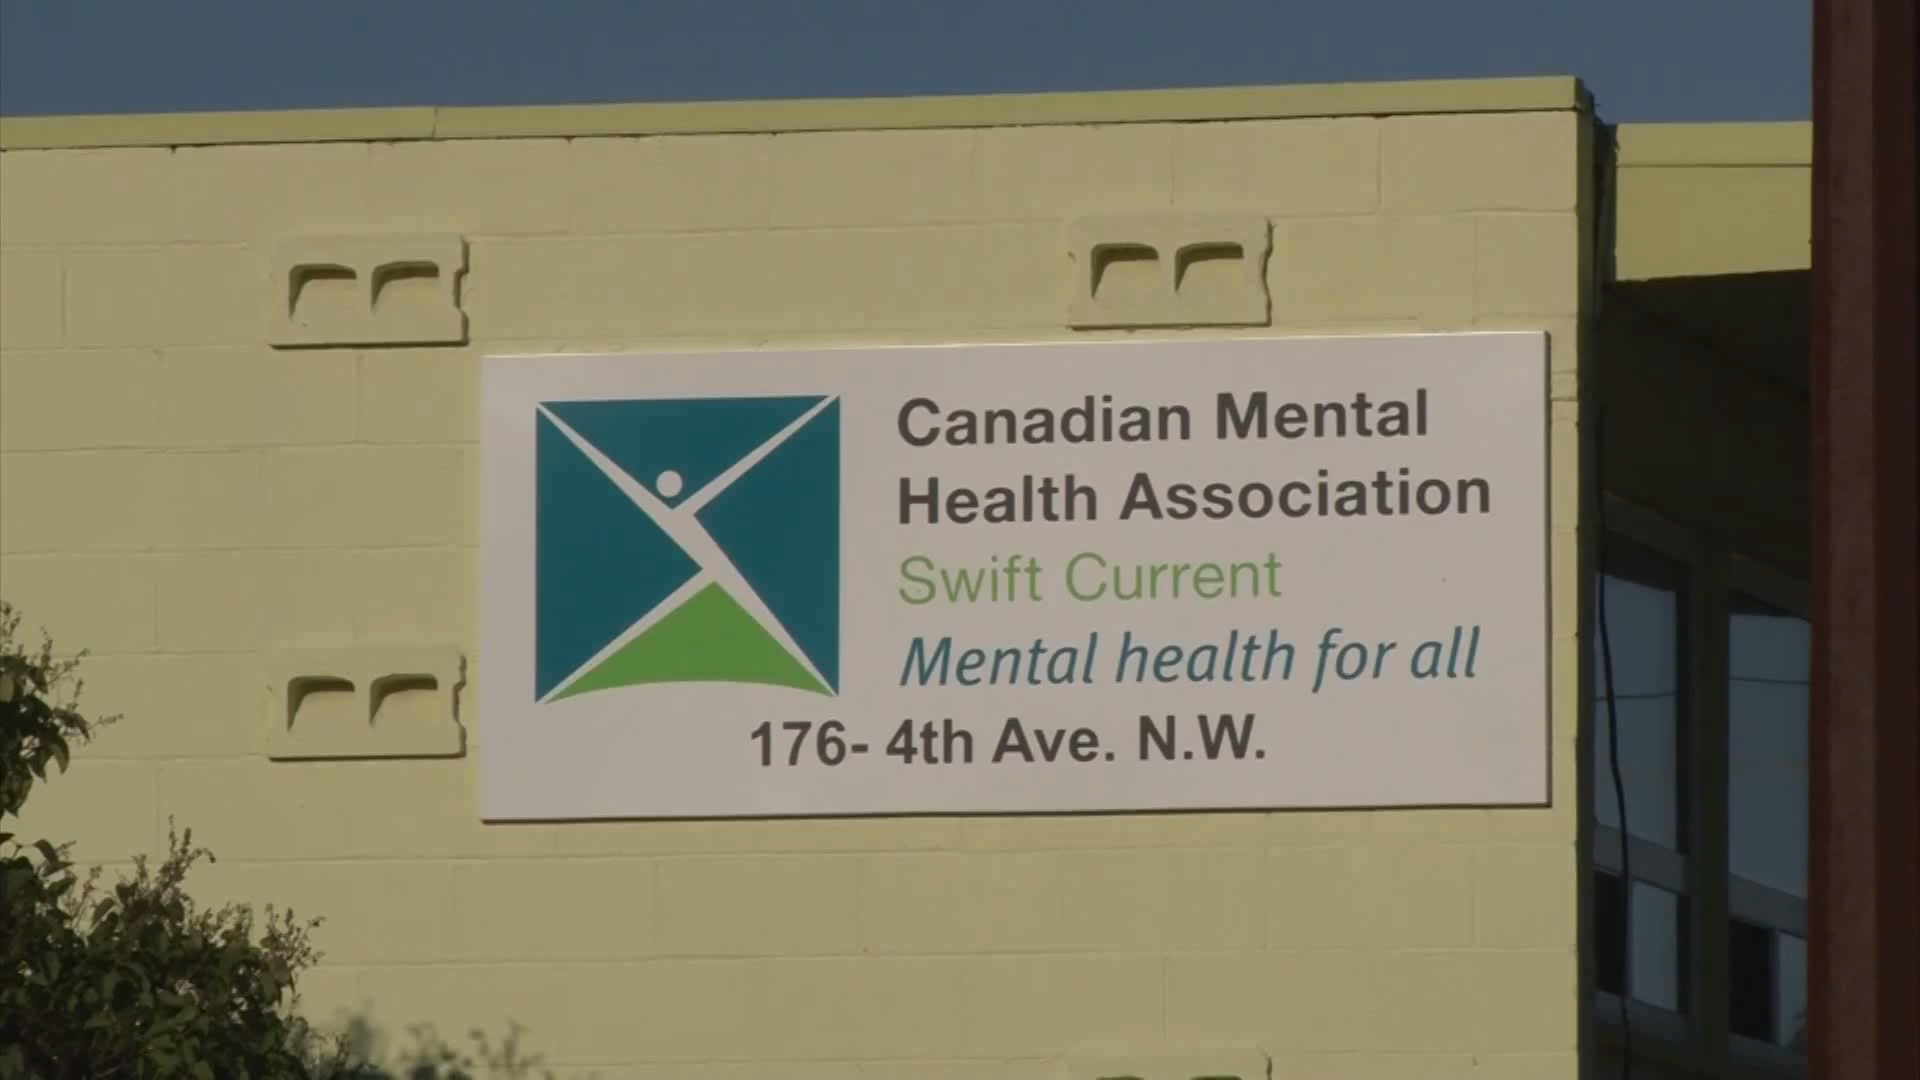 Canadian Mental
Health Association
Swift Current
Mental health for all
176- 4th Ave. N.W.